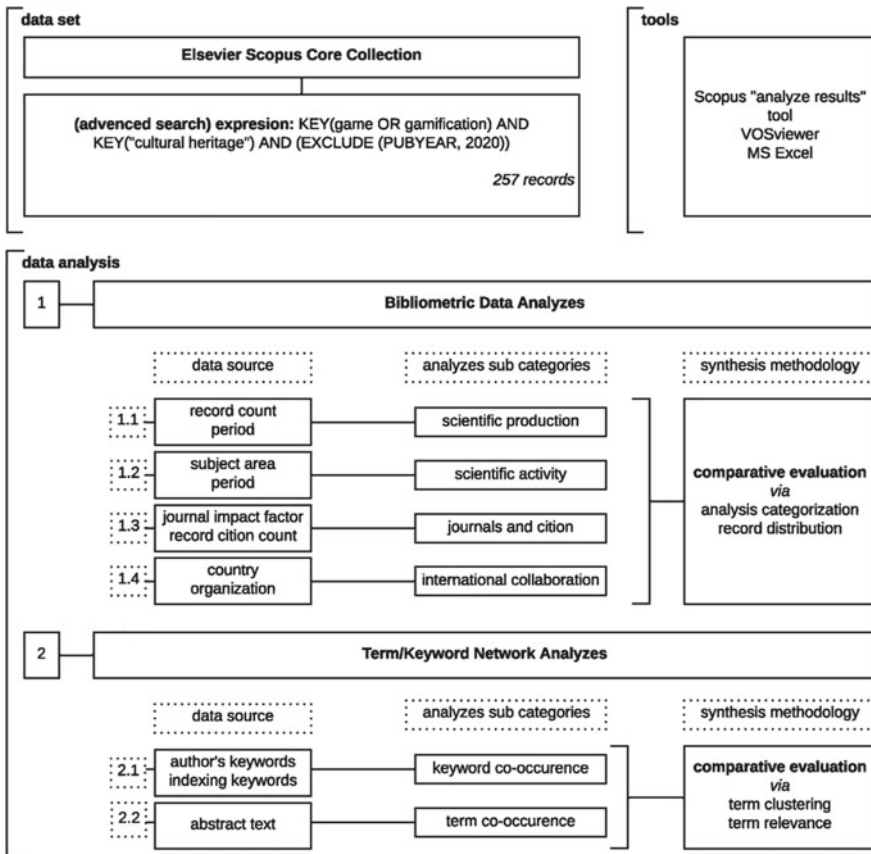 data set
Elsevier Scopus Core Collection
(advenced search) expresion: KEY(game OR gamification) AND
KEY("cultural heritage") AND (EXCLUDE (PUBYEAR, 2020))
257 records
tools
Scopus "analyze results"
tool
VOSviewer
MS Excel
data analysis
1
Bibliometric Data Analyzes
data source
analyzes sub categories
synthesis methodology
1.1
record count
period
scientific production
1.2
subject area
period
scientific activity
1.3
journal impact factor
record cition count
journals and cition
1.4
country
organization
international collaboration
comparative evaluation
via
analysis categorization
record distribution
2
Term/Keyword Network Analyzes
data source
analyzes sub categories
synthesis methodology
2.1
author's keywords
indexing keywords
keyword co-occurence
2.2
abstract text
term co-occurence
comparative evaluation
via
term clustering
term relevance